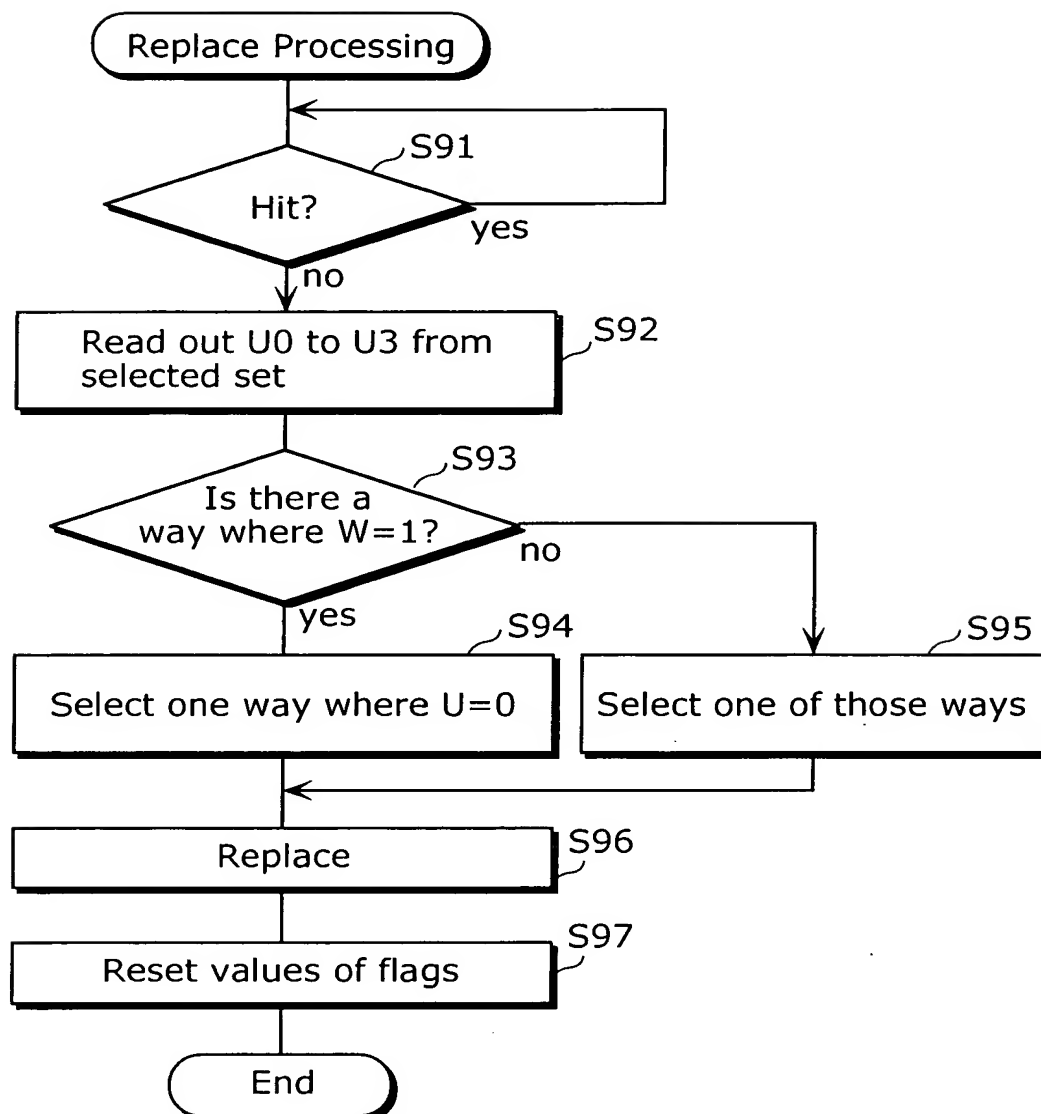 Replace Processing
S91
Hit?
yes
no
Read out U0 to U3 from
selected set
S92
S93
Is there a
way where W=1?
no
yes
S94
S95
Select one way where U=0
Select one of those ways
Replace
S96
S97
Reset values of flags
End